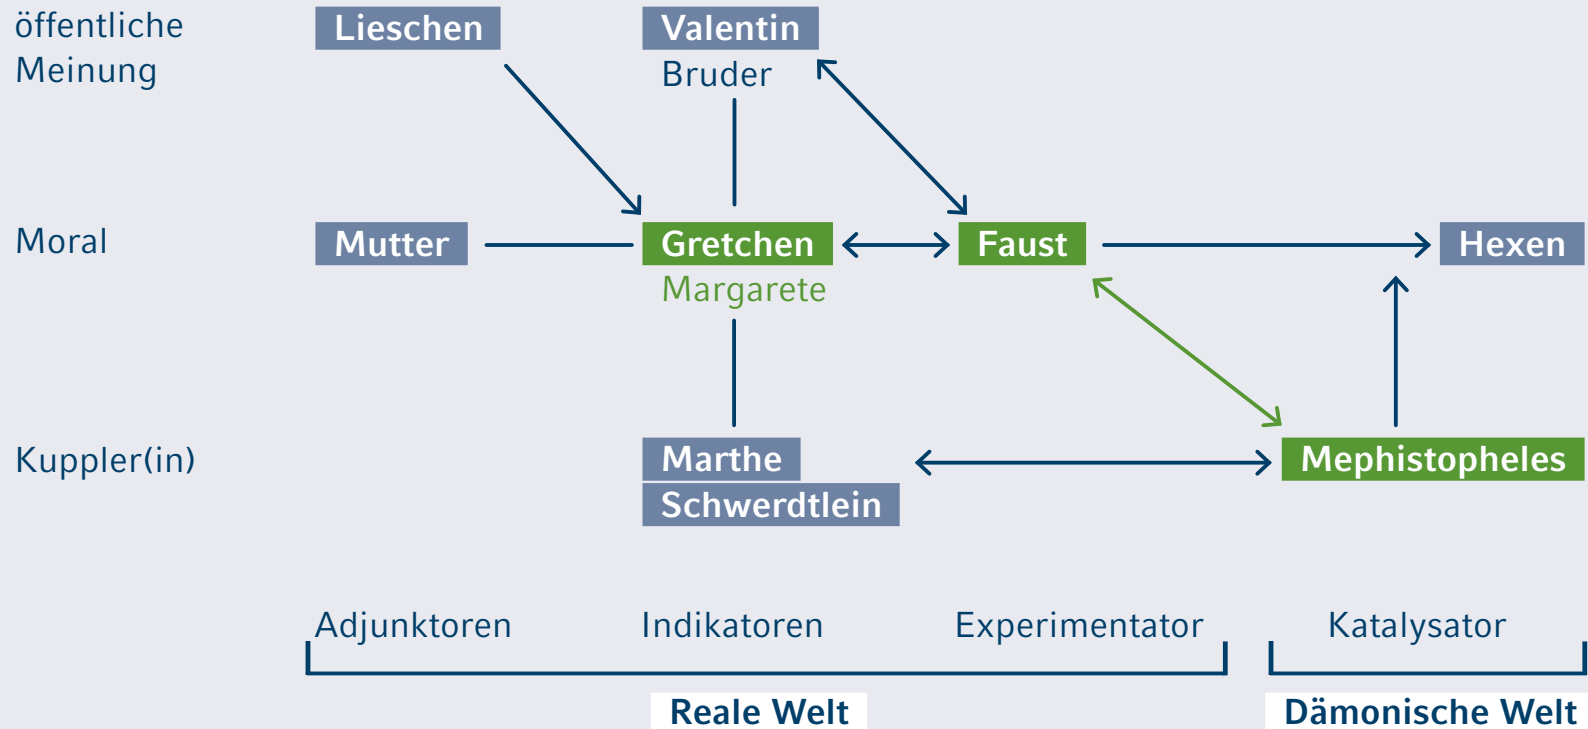 öffentliche
Meinung
Lieschen
Valentin
Bruder
Moral
Mutter
Gretchen
Margarete
Faust
Hexen
Kuppler(in)
Marthe
Schwerdtlein
Mephistopheles
Adjunktoren
Indikatoren
Experimentator
Katalysator
Reale Welt
Dämonische Welt